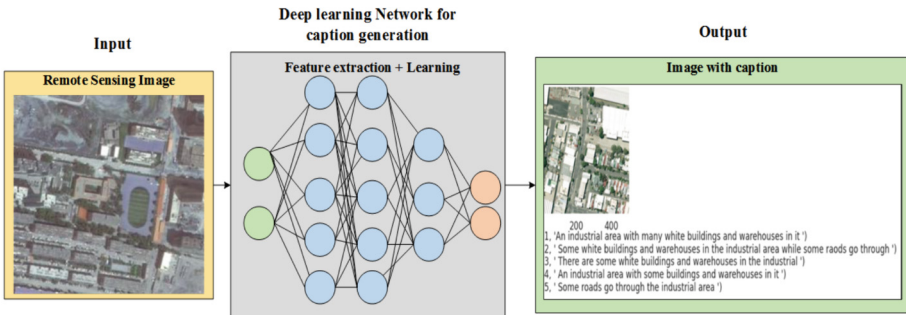 Input
Remote Sensing Image
Deep learning Network for
caption generation
Feature extraction + Learning
Output
Image with caption
200 400
1, 'An industrial area with many white buildings and warehouses in it ')
2, ' Some white buildings and warehouses in the industrial area while some raods go through ')
3, ' There are some white buildings and warehouses in the industrial ')
4, ' An industrial area with some buildings and warehouses in it ')
5, ' Some roads go through the industrial area ')